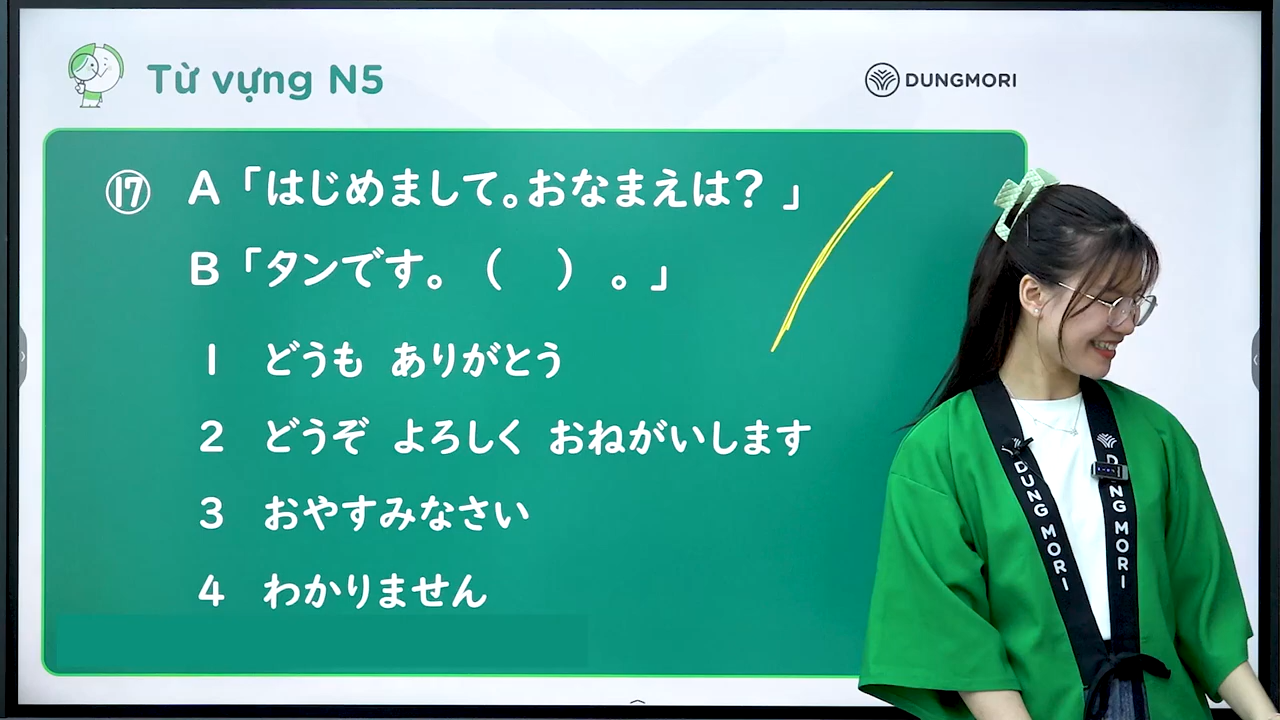 Từ vựng N5
DUNGMORI
⑰ A「はじめまして。おなまえは？」
B「タンです。（　）。」
1 どうも ありがとう
2 どうぞ よろしく おねがいします
3 おやすみなさい
4 わかりません
DUNG MORI
DUNG MORI